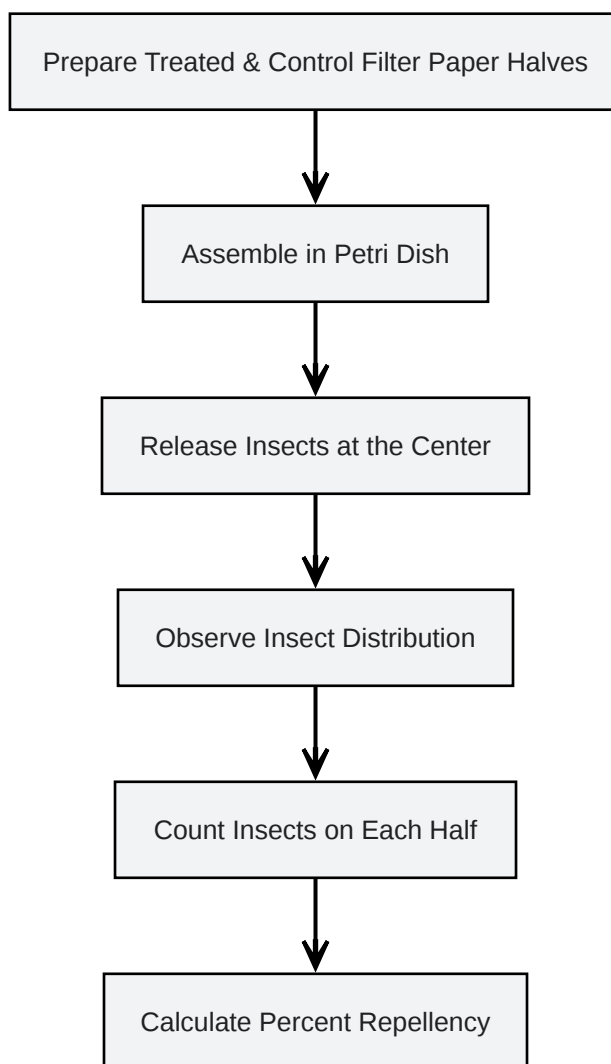 Prepare Treated & Control Filter Paper Halves
Assemble in Petri Dish
Release Insects at the Center
Observe Insect Distribution
Count Insects on Each Half
Calculate Percent Repellency